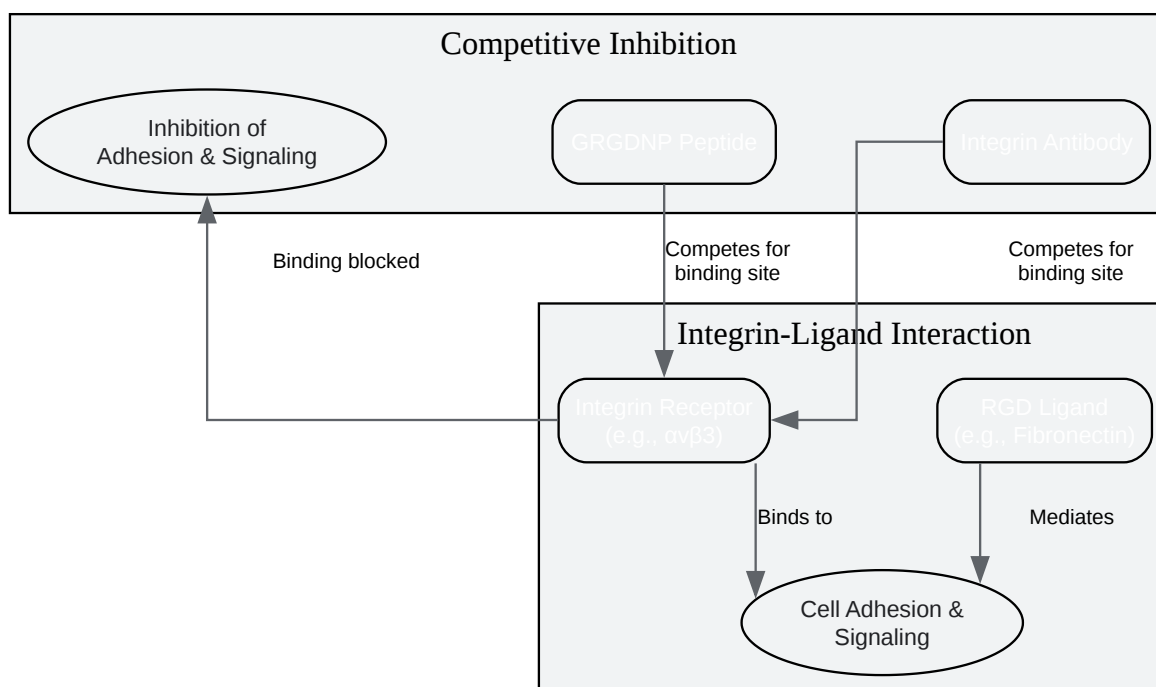 Competitive Inhibition
Inhibition of
Adhesion & Signaling
GRGDNP Peptide
Integrin Antibody
Binding blocked
Competes for
binding site
Competes for
binding site
Integrin-Ligand Interaction
Integrin Receptor
(e.g., αvβ3)
RGD Ligand
(e.g., Fibronectin)
Binds to
Mediates
Cell Adhesion &
Signaling